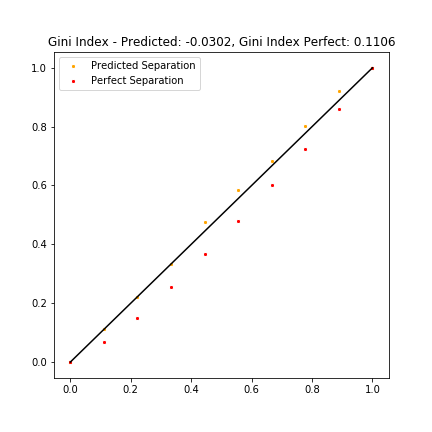 Gini Index - Predicted: -0.0302, Gini Index Perfect: 0.1106
Predicted Separation
Perfect Separation
1.0
0.8
0.6
0.4
0.2
0.0
0.0 0.2 0.4 0.6 0.8 1.0